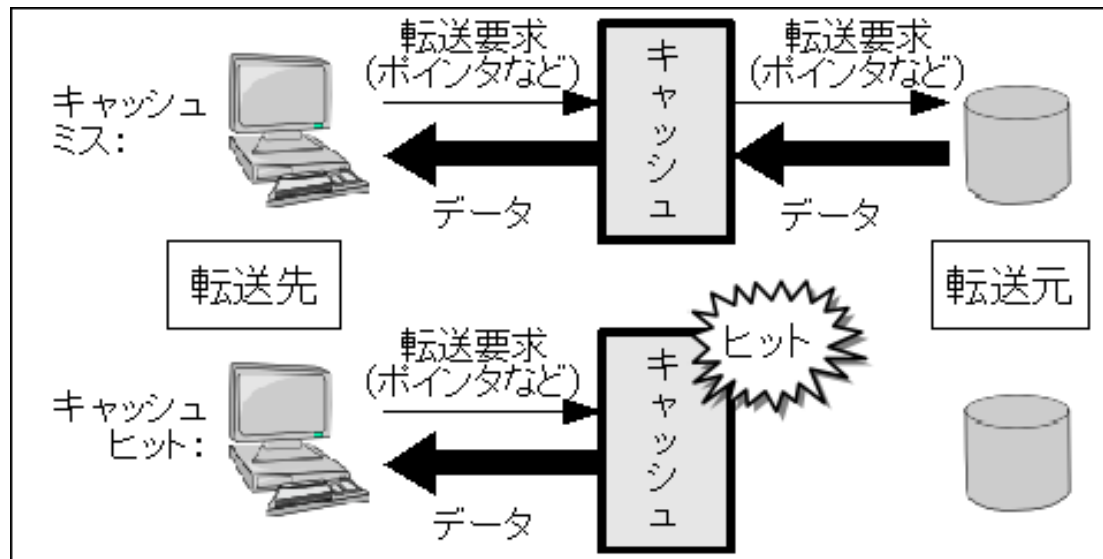 キャッシュ
ミス:
転送要求
(ポインタなど)
データ
キャッシュ
転送要求
(ポインタなど)
データ
転送先
転送元
キャッシュ
ヒット:
転送要求
(ポインタなど)
データ
キャッシュ
ヒット